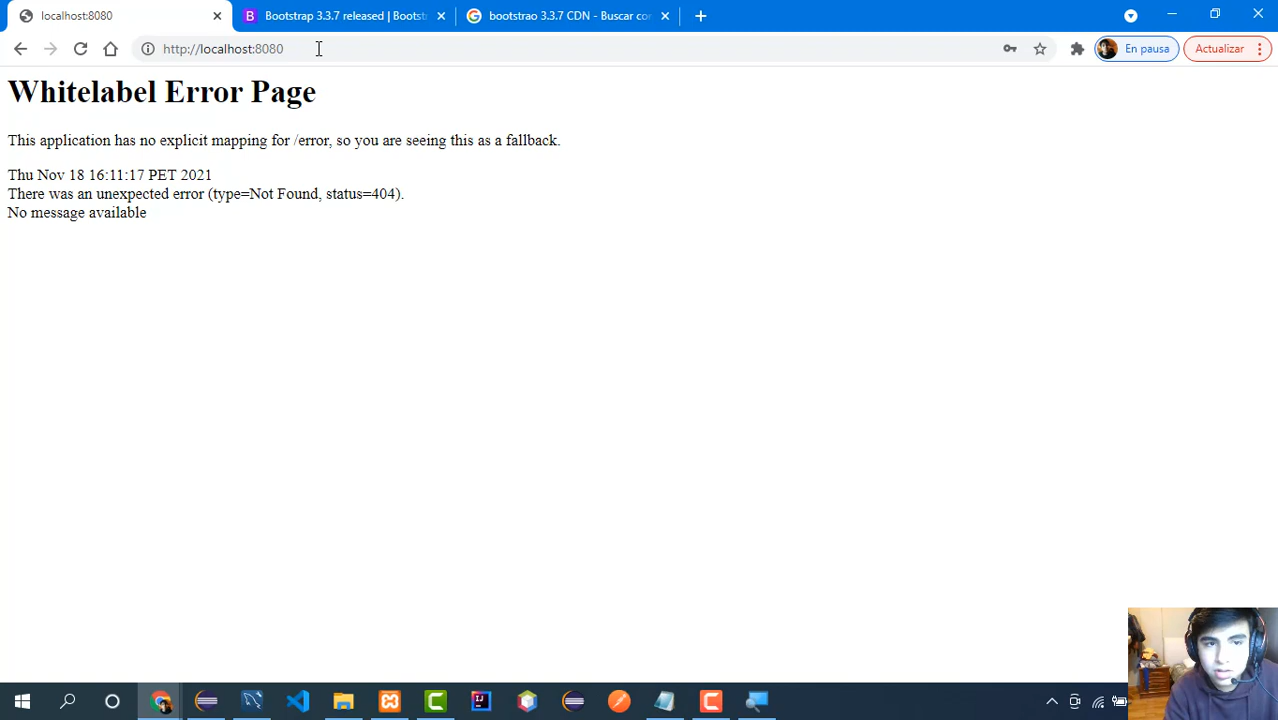 localhost:8080
Bootstrap 3.3.7 released | Bootst
bootstrao 3.3.7 CDN - Buscar co
http://localhost:8080
En pausa
Actualizar
Whitelabel Error Page
This application has no explicit mapping for /error, so you are seeing this as a fallback.
Thu Nov 18 16:11:17 PET 2021
There was an unexpected error (type=Not Found, status=404).
No message available